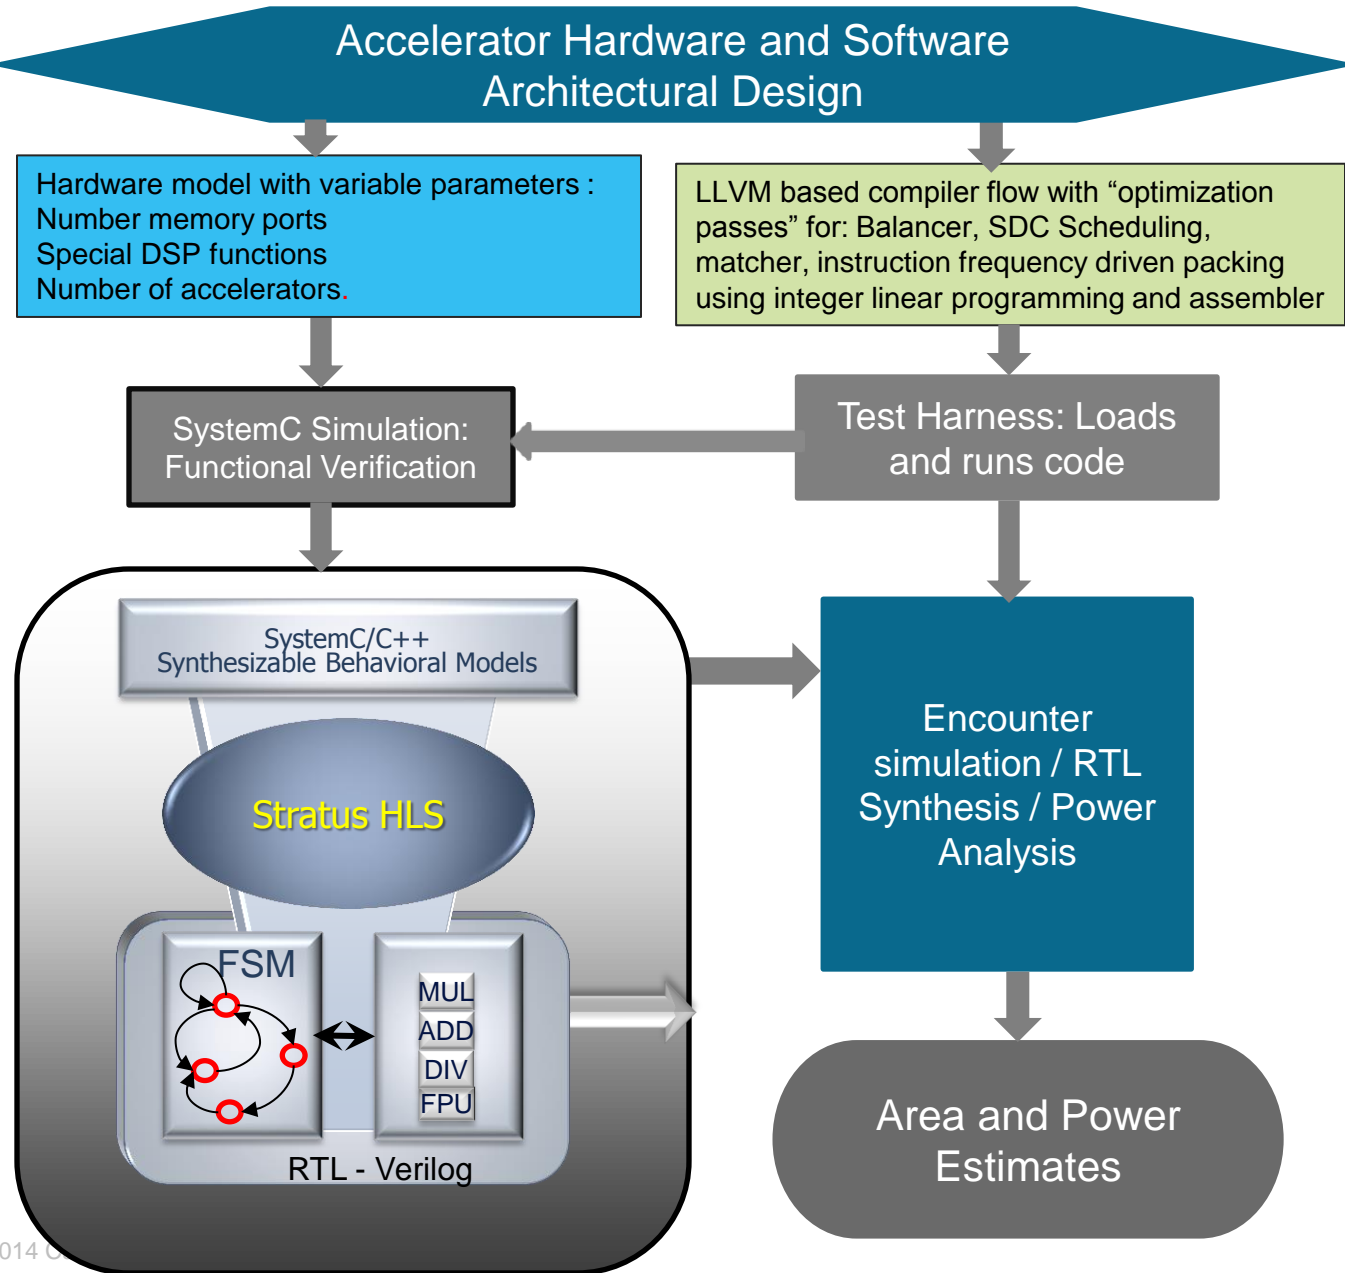 Accelerator Hardware and Software
Architectural Design
Hardware model with variable parameters :
Number memory ports
Special DSP functions
Number of accelerators.
LLVM based compiler flow with “optimization
passes” for: Balancer, SDC Scheduling,
matcher, instruction frequency driven packing
using integer linear programming and assembler
SystemC Simulation:
Functional Verification
Test Harness: Loads
and runs code
SystemC/C++
Synthesizable Behavioral Models
Stratus HLS
Encounter
simulation / RTL
Synthesis / Power
Analysis
FSM
MUL
ADD
DIV
FPU
RTL - Verilog
Area and Power
Estimates